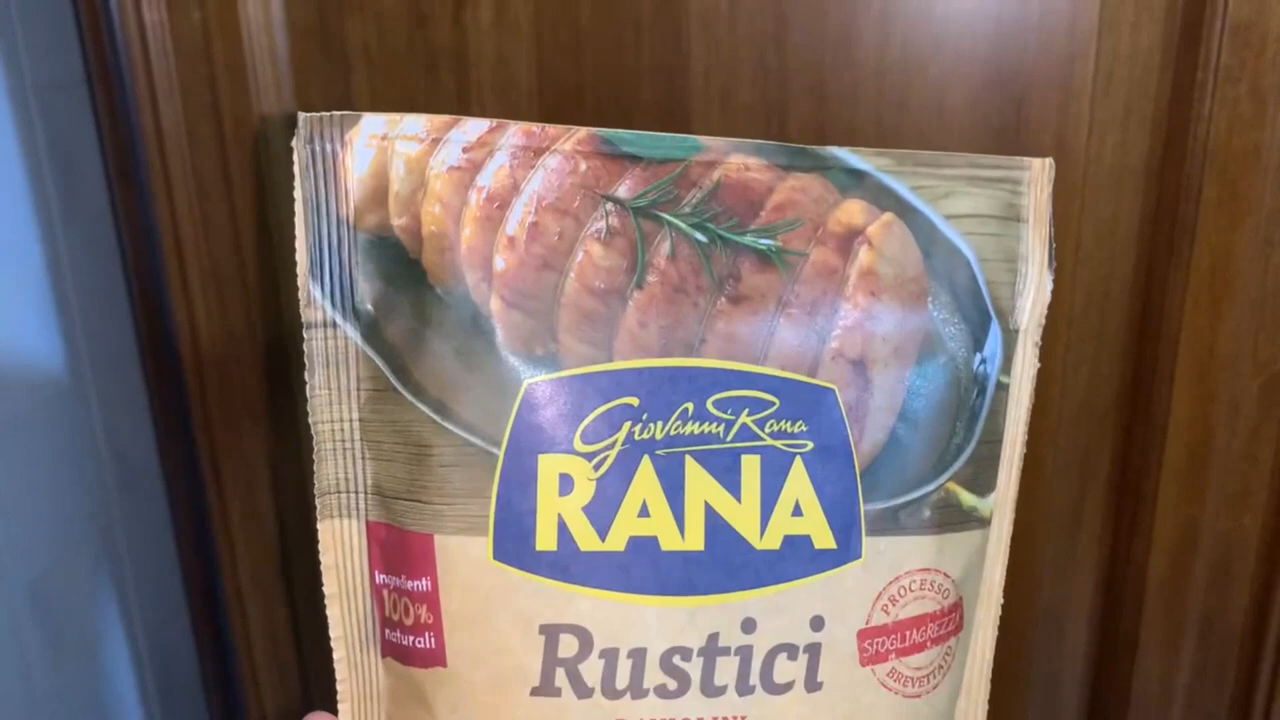 Giovanni Rana
RANA
Ingredienti
100%
naturali
PROCESSO
SFOGLIAGREZZA
BREVETTATO
Rustici